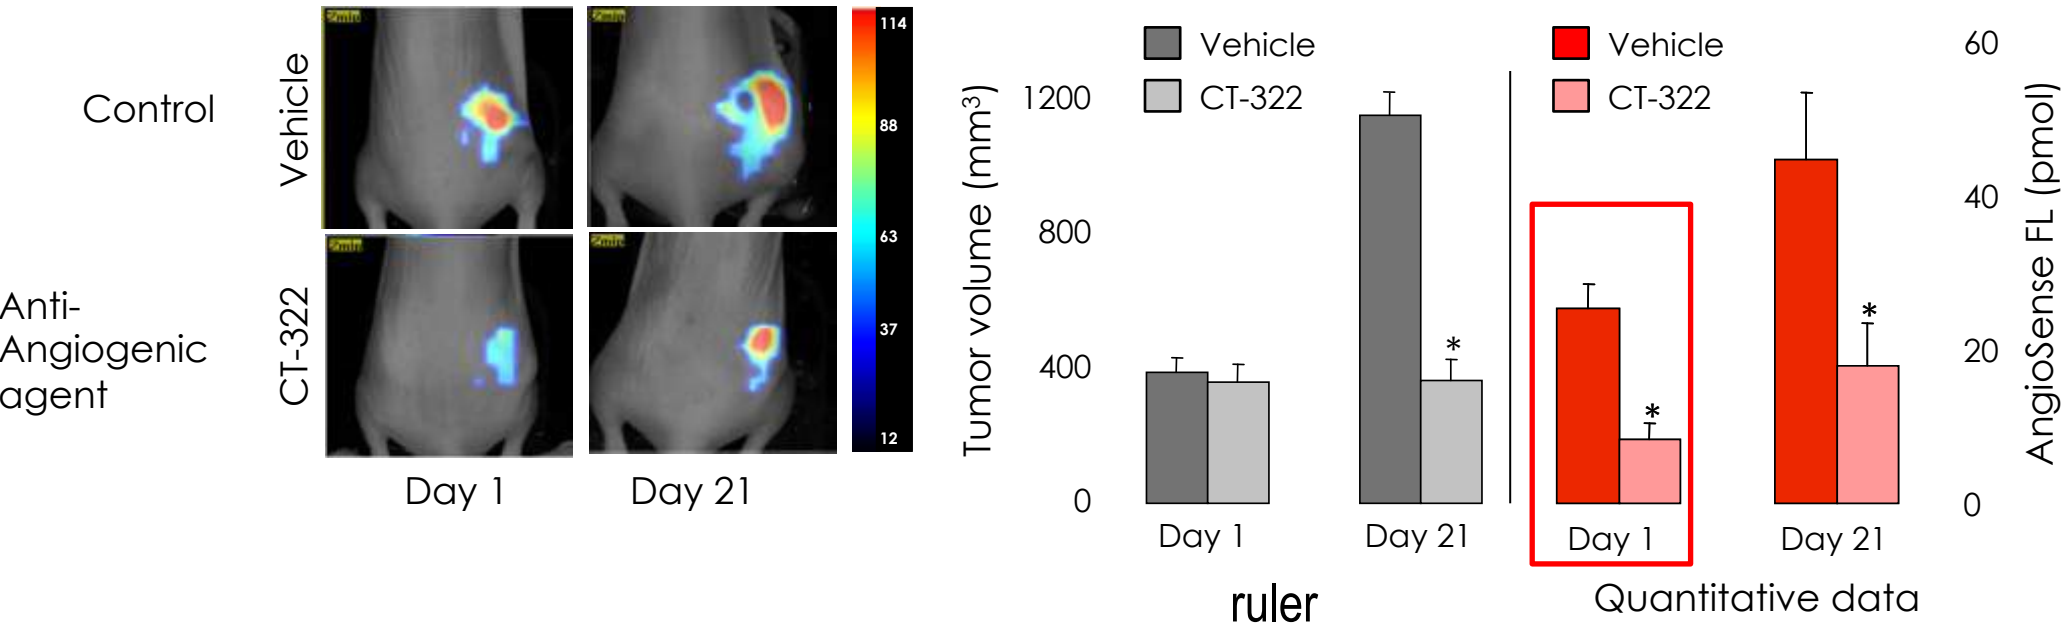 Control
Vehicle
Anti-
Angiogenic
agent
CT-322
Day 1
Day 21
114
88
63
37
12
Tumor volume (mm³)
1200
800
400
0
Vehicle
CT-322
*
Day 1
Day 21
ruler
Vehicle
CT-322
*
*
Day 1
Day 21
Quantitative data
60
40
20
0
AngioSense FL (pmol)